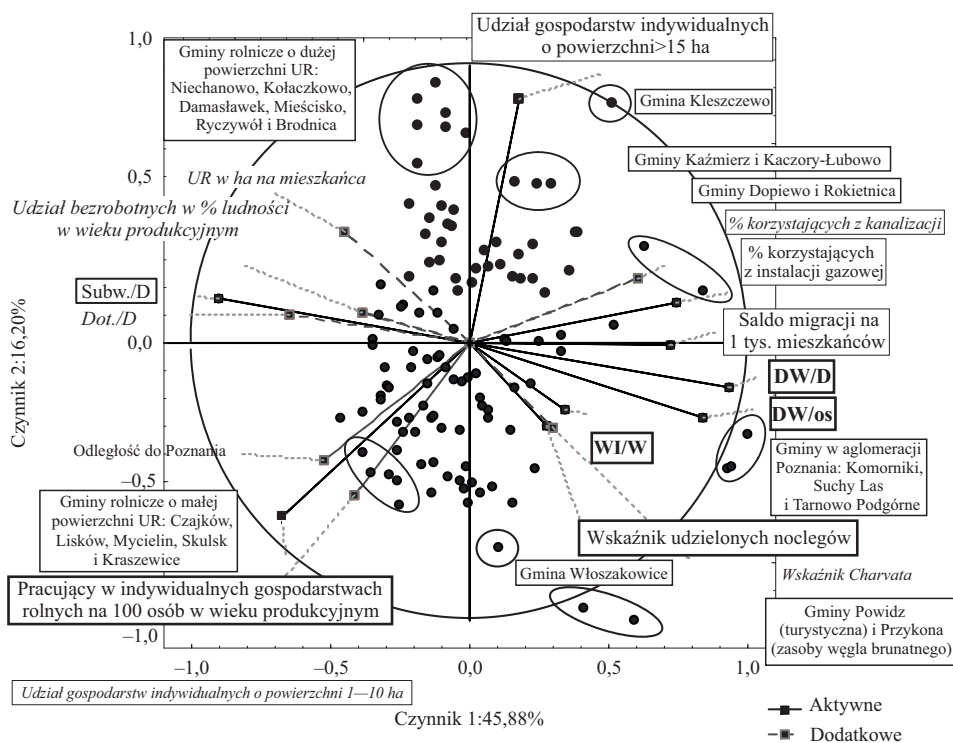 Udział gospodarstw indywidualnych
o powierzchni>15 ha
1,0
Gminy rolnicze o dużej
powierzchni UR:
Niechanowo, Kołaczkowo,
Damasławek, Mieścisko,
Ryczywół i Brodnica
Gmina Kleszczewo
Gminy Kaźmierz i Kaczory-Łubowo
0,5
UR w ha na mieszkańca
Gminy Dopiewo i Rokietnica
Udział bezrobotnych w % ludności
w wieku produkcyjnym
% korzystających z kanalizacji
% korzystających
z instalacji gazowej
Subw./D
Dot./D
Saldo migracji na
1 tys. mieszkańców
0,0
Czynnik 2:16,20%
DW/D
DW/os
WI/W
Odległość do Poznania
Gminy w aglomeracji
Poznania: Komorniki,
Suchy Las
i Tarnowo Podgórne
–0,5
Gminy rolnicze o małej
powierzchni UR: Czajków,
Lisków, Mycielin, Skulsk
i Kraszewice
Wskaźnik udzielonych noclegów
Gmina Włoszakowice
Wskaźnik Charvata
Pracujący w indywidualnych gospodarstwach
rolnych na 100 osób w wieku produkcyjnym
Gminy Powidz
(turystyczna) i Przykona
(zasoby węgla brunatnego)
–1,0
–1,0
–0,5
0,0
0,5
1,0
Udział gospodarstw indywidualnych o powierzchni 1—10 ha
Czynnik 1:45,88%
Aktywne
Dodatkowe